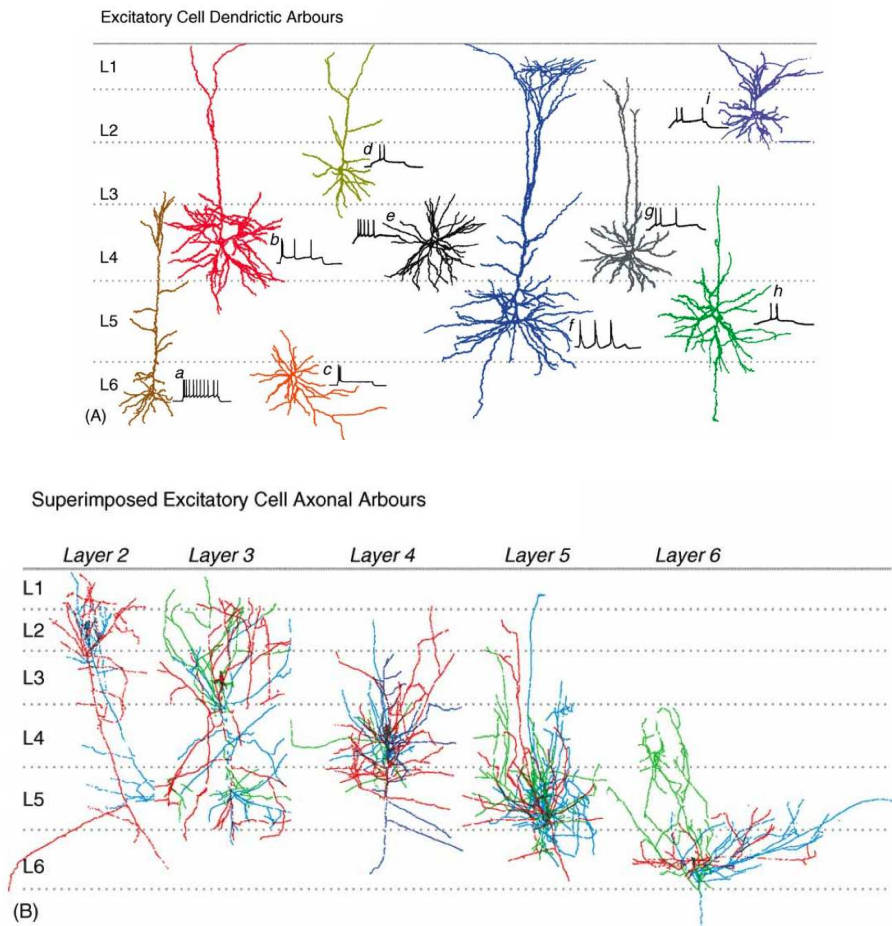 Excitatory Cell Dendrictic Arbours
L1
i
L2
d
L3
e
g
b
L4
h
L5
f
a
c
L6
(A)
Superimposed Excitatory Cell Axonal Arbours
Layer 2 Layer 3 Layer 4 Layer 5 Layer 6
L1
L2
L3
L4
L5
L6
(B)